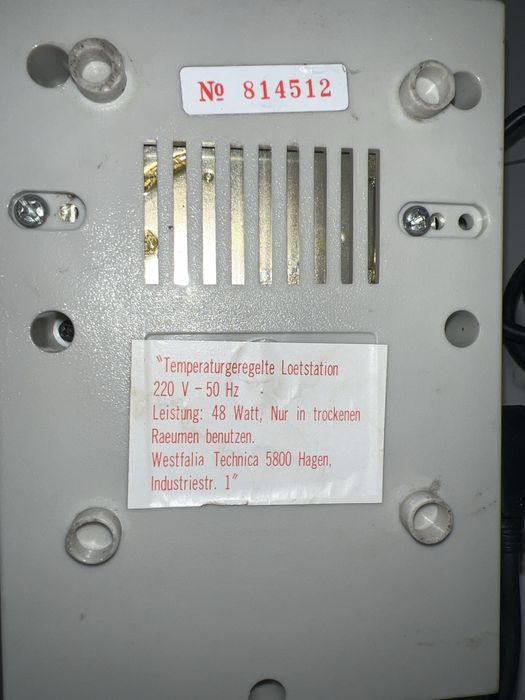 № 814512
"Temperaturgeregelte Loetstation
220 V - 50 Hz
Leistung: 48 Watt, Nur in trockenen
Raeumen benutzen.
Westfalia Technica 5800 Hagen,
Industriestr. 1"